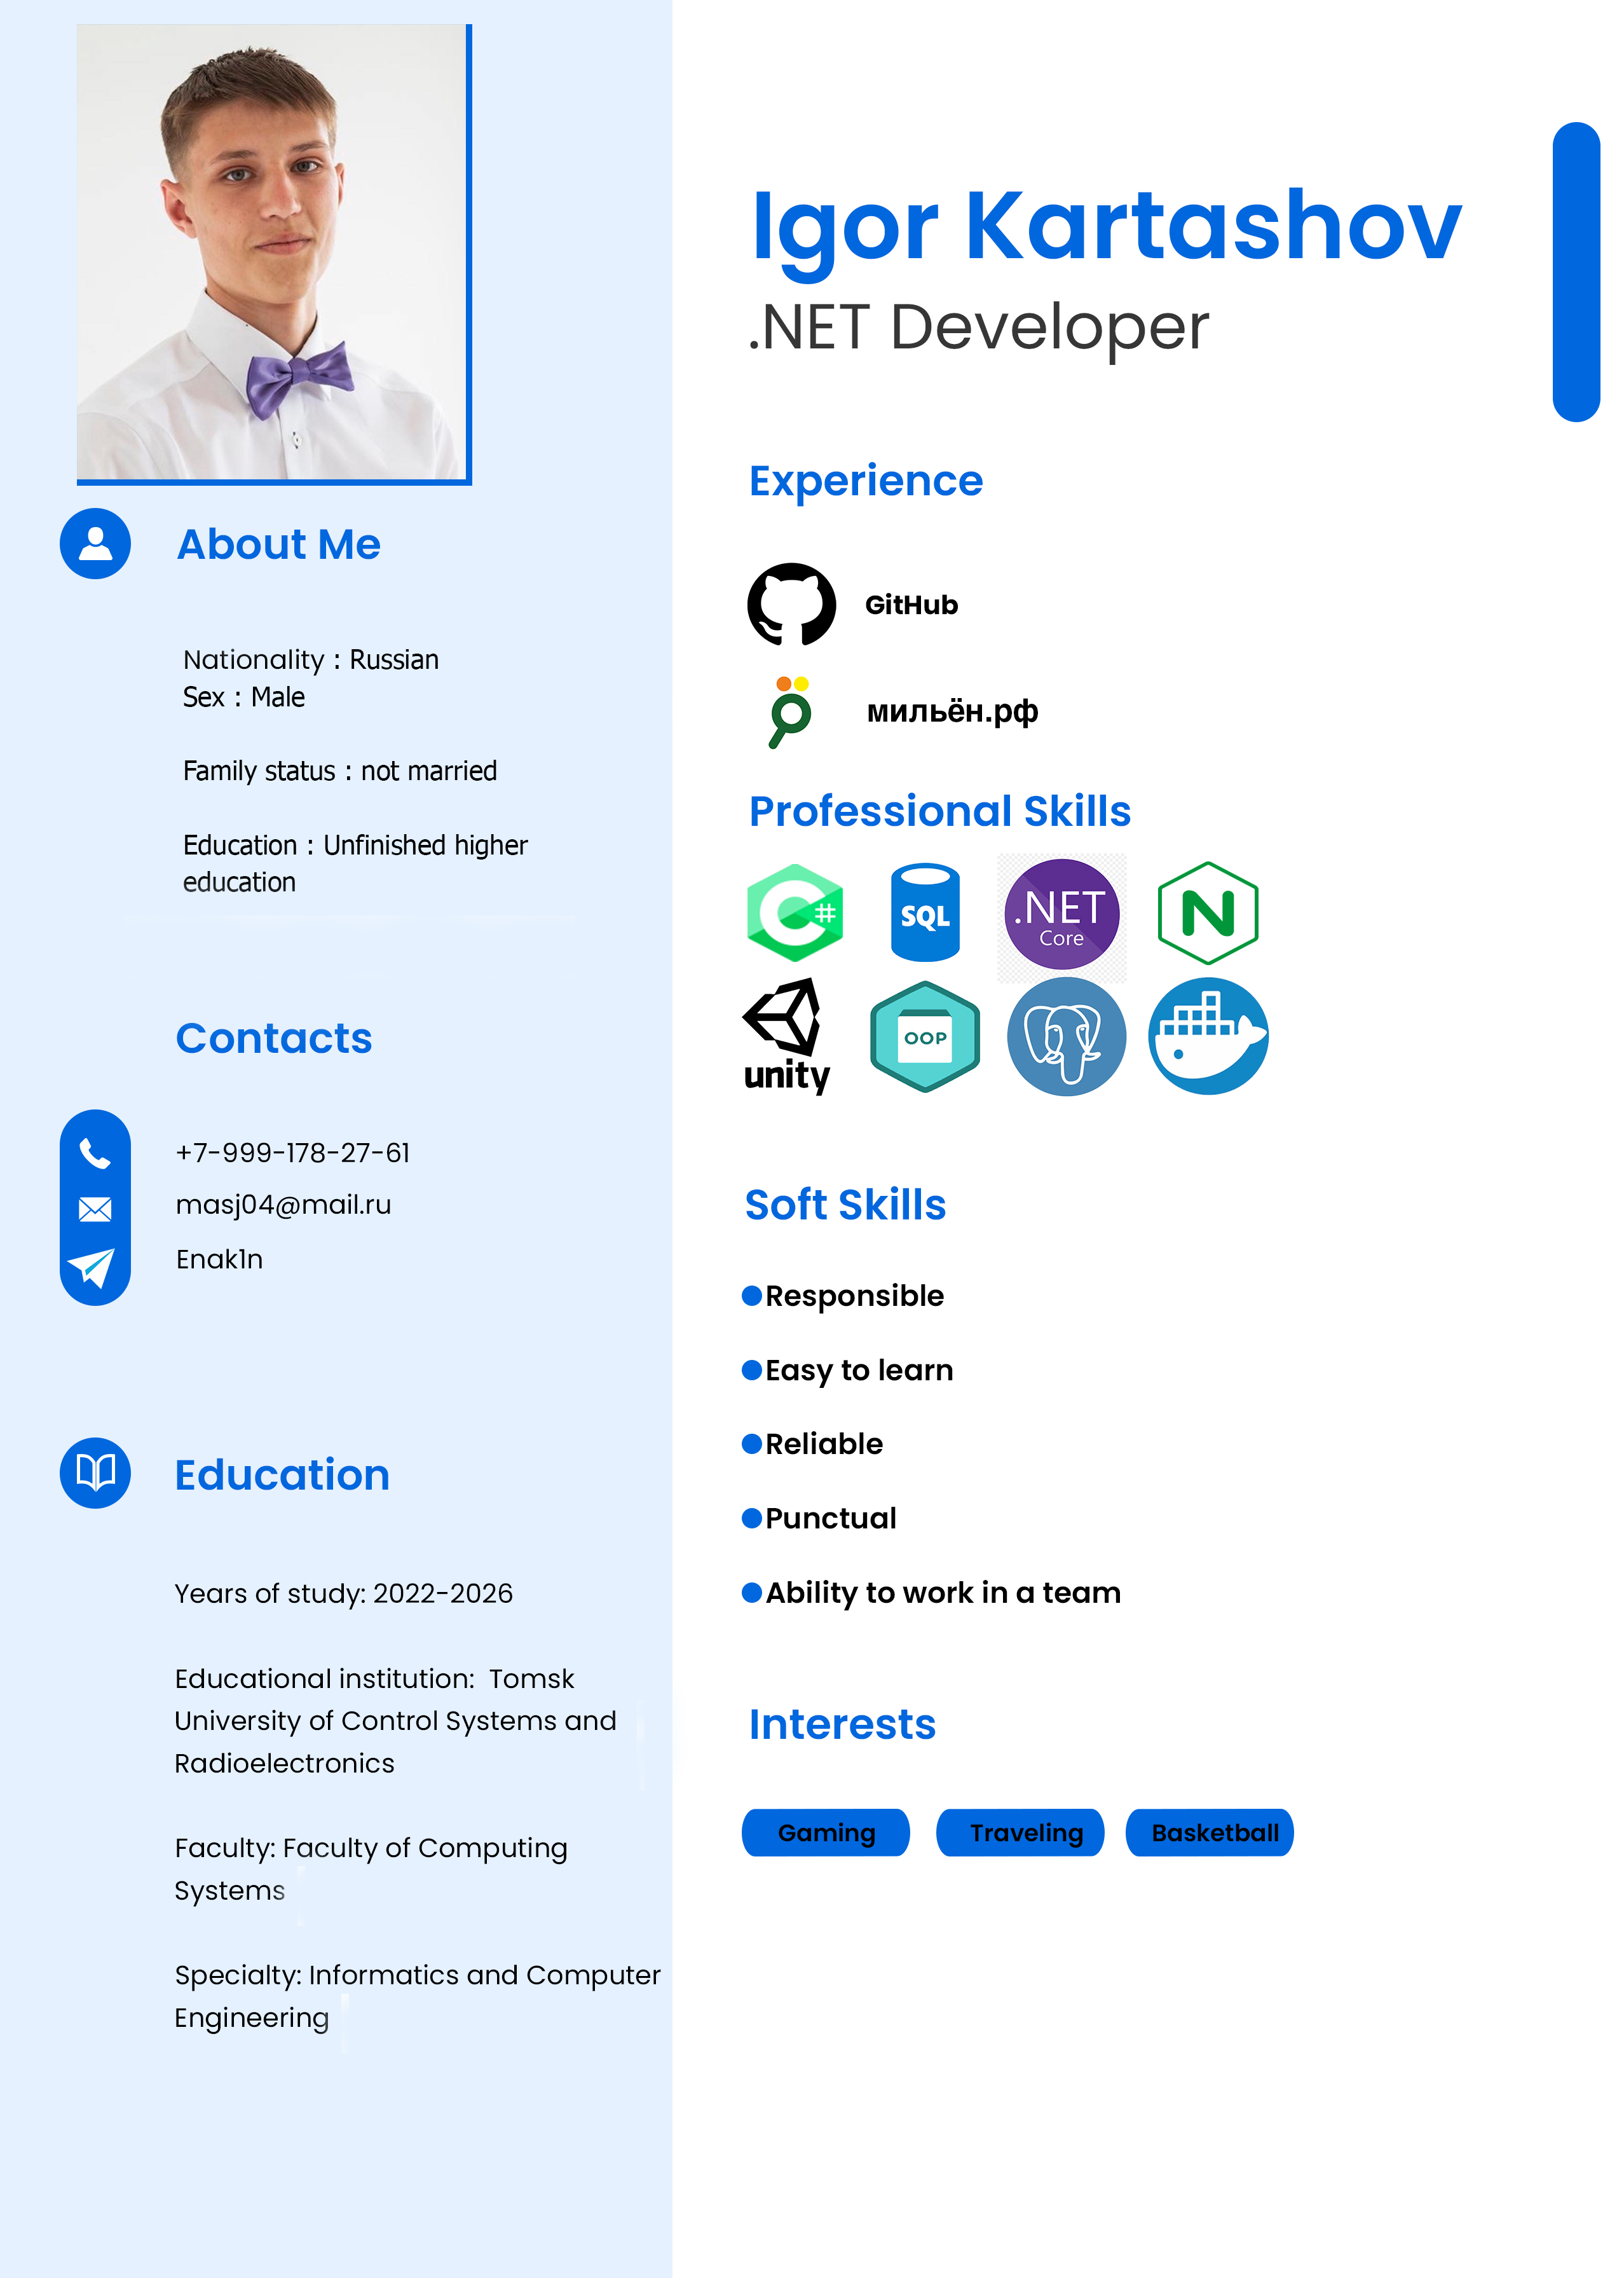 Igor Kartashov
.NET Developer
About Me
Nationality : Russian
Sex : Male
Family status : not married
Education : Unfinished higher
education
Contacts
+7-999-178-27-61
masj04@mail.ru
Enak1n
Education
Years of study: 2022-2026
Educational institution:  Tomsk
University of Control Systems and
Radioelectronics
Faculty: Faculty of Computing
Systems
Specialty: Informatics and Computer
Engineering
Experience
GitHub
мильён.рф
Professional Skills
C#
SQL
.NET
Core
N
unity
OOP
Soft Skills
Responsible
Easy to learn
Reliable
Punctual
Ability to work in a team
Interests
Gaming
Traveling
Basketball